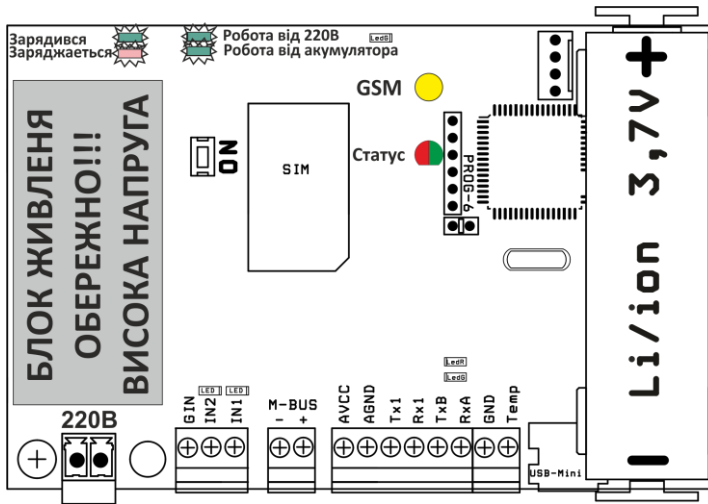 Зарядився
Заряджаеться
Робота від 220В
Робота від акумулятора
LedG
GSM
Статус
ON
SIM
PROG-6
Li/ion 3,7V +
-
БЛОК ЖИВЛЕНЯ
ОБЕРЕЖНО!!!
ВИСОКА НАПРУГА
220В
LED
LED
GIN
IN2
IN1
M-BUS
- +
LedR
LedG
AVCC
AGND
Tx1
Rx1
TxB
RxA
GND
Temp
USB-Mini